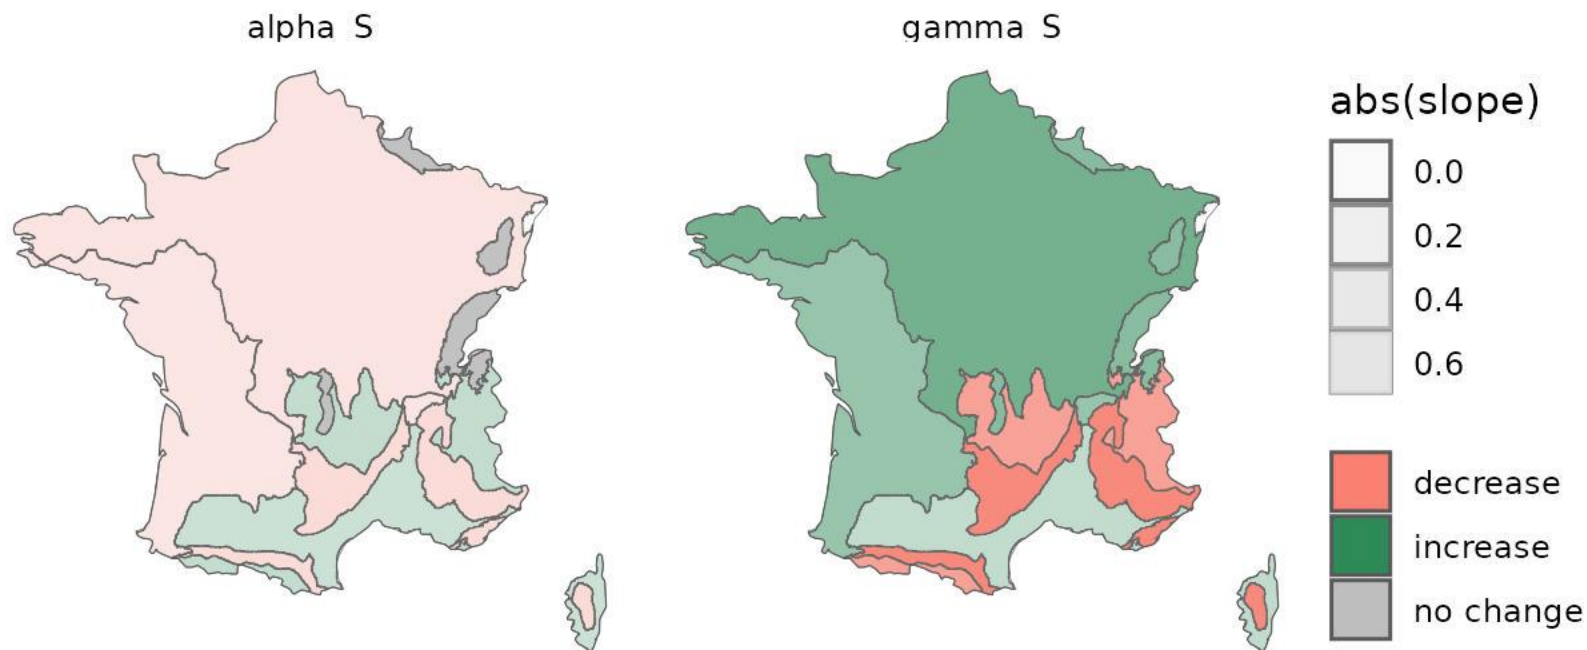 alpha S
gamma S
abs(slope)
0.0
0.2
0.4
0.6
decrease
increase
no change